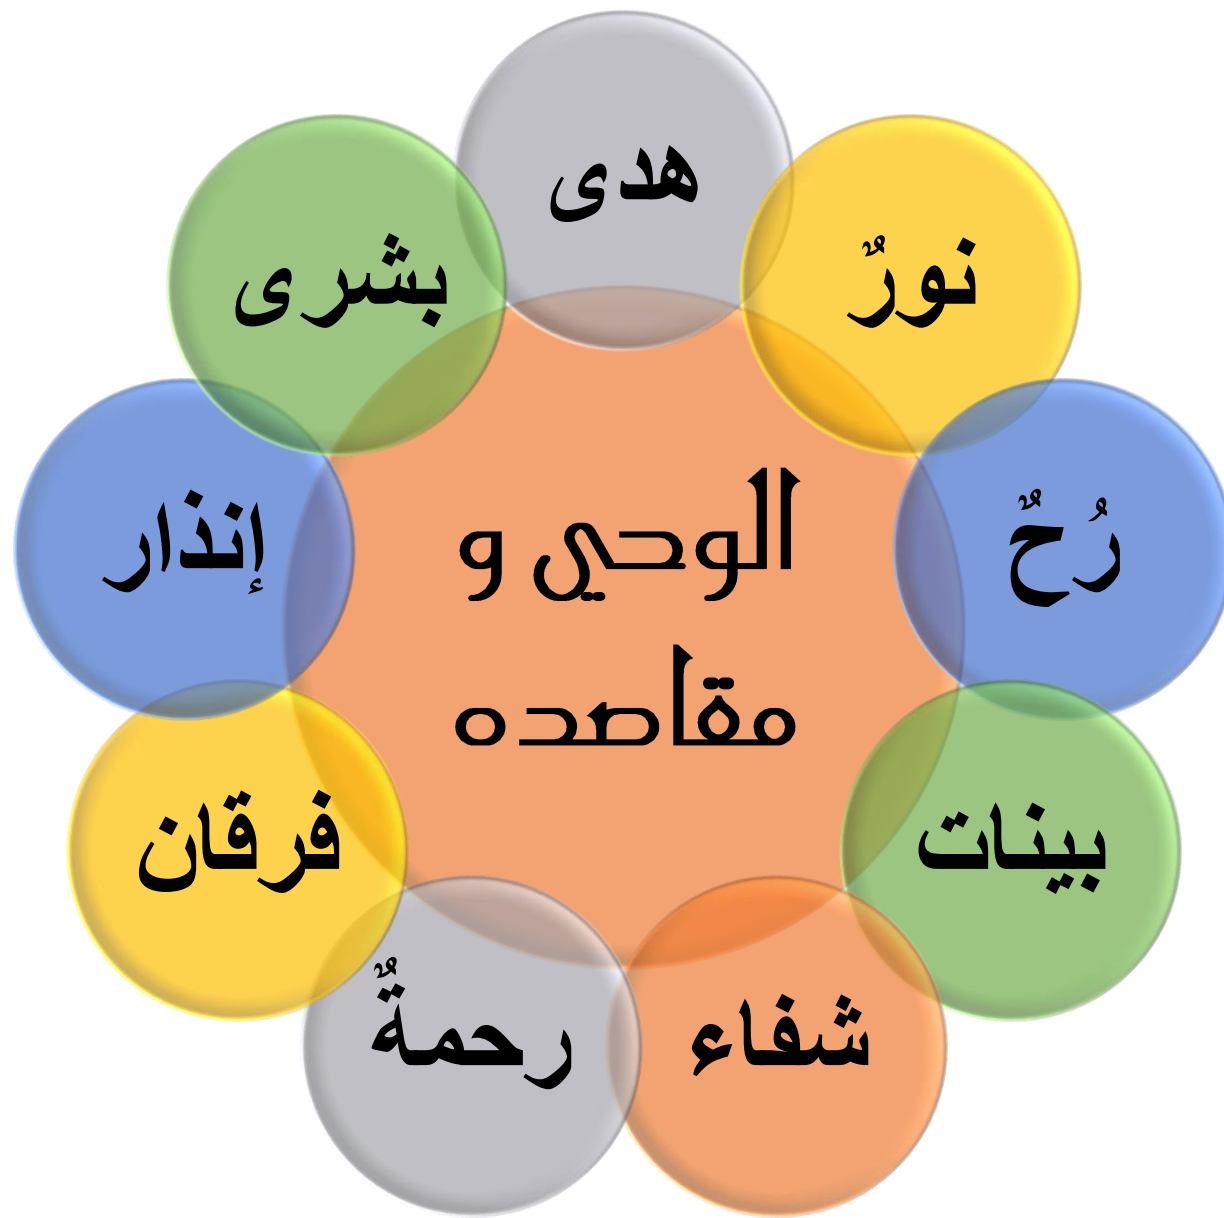 هدى
نورٌ
رُحٌ
بينات
شفاء
رحمةٌ
فرقان
إنذار
بشرى
الوحي و
مقاصده